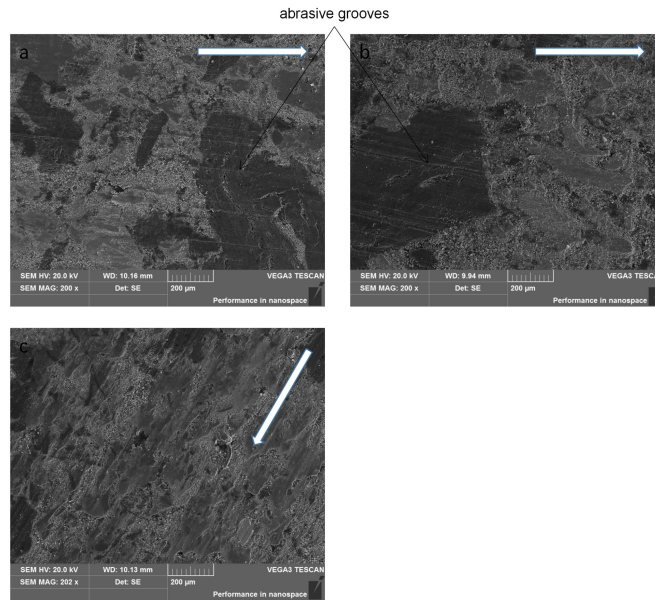 abrasive grooves
a
SEM HV: 20.0 kV WD: 10.16 mm VEGA3 TESCAN
SEM MAG: 200 x Det: SE 200 µm
Performance in nanospace
b
SEM HV: 20.0 kV WD: 9.94 mm VEGA3 TESC
SEM MAG: 200 x Det: SE 200 µm
Performance in nanospace
c
SEM HV: 20.0 kV WD: 10.13 mm VEGA3 TESCAN
SEM MAG: 202 x Det: SE 200 µm
Performance in nanospace